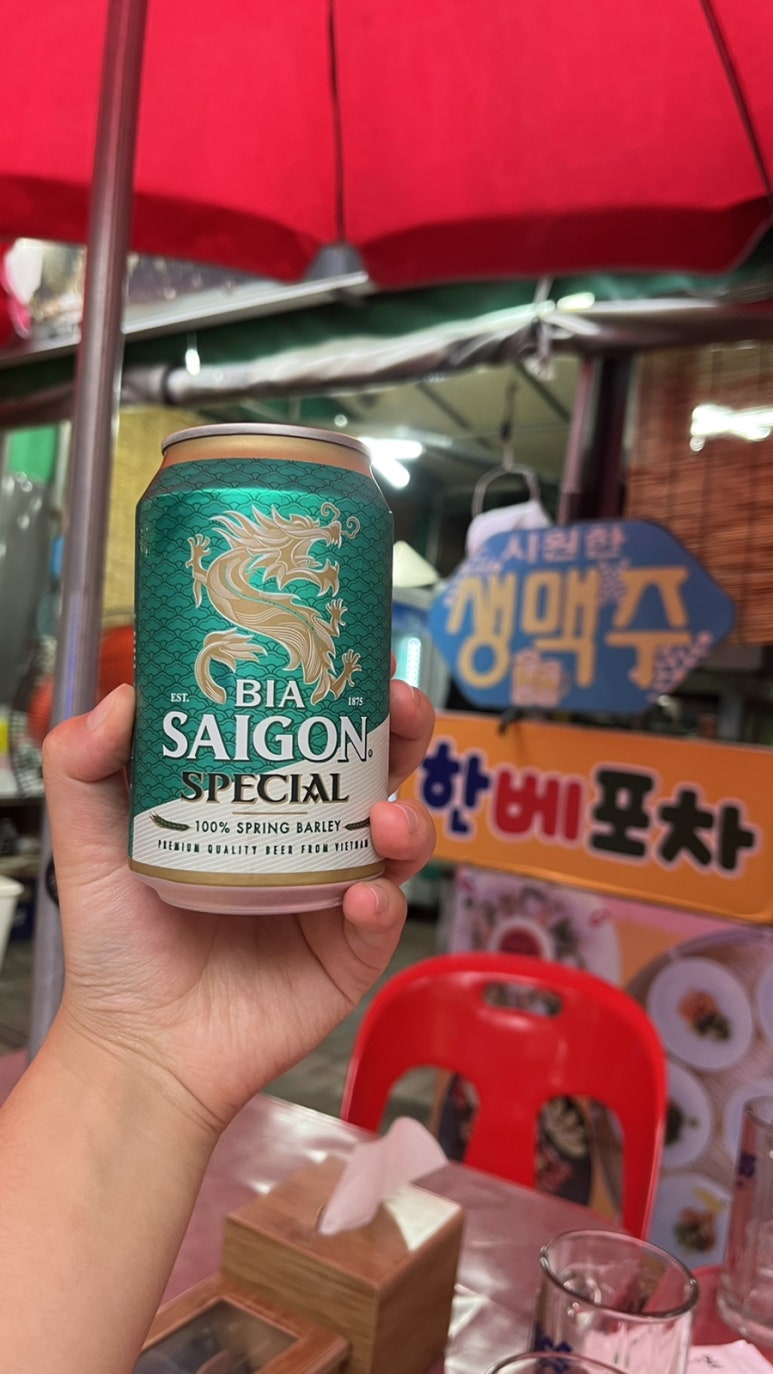 EST. BIA 1875
SAIGON
SPECIAL
100% SPRING BARLEY
PREMIUM QUALITY BEER FROM VIETNAM
시원한
생맥주
한베포차